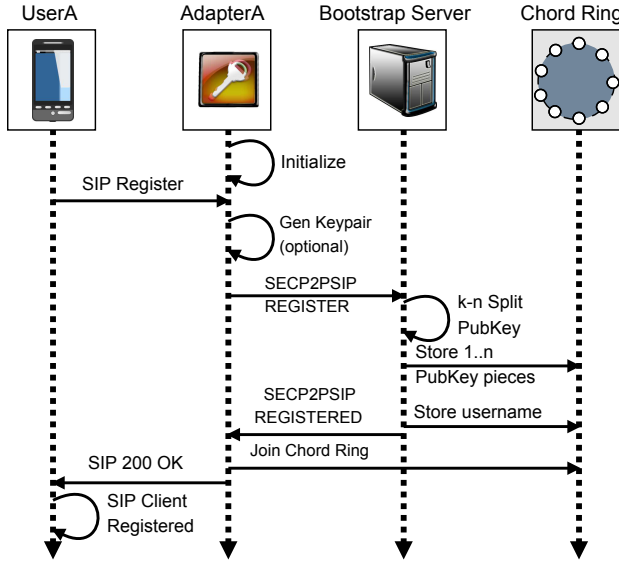 UserA
AdapterA
Bootstrap Server
Chord Ring
Initialize
SIP Register
Gen Keypair
(optional)
SECP2PSIP
REGISTER
k-n Split
PubKey
Store 1..n
PubKey pieces
SECP2PSIP
REGISTERED
Store username
Join Chord Ring
SIP 200 OK
SIP Client
Registered